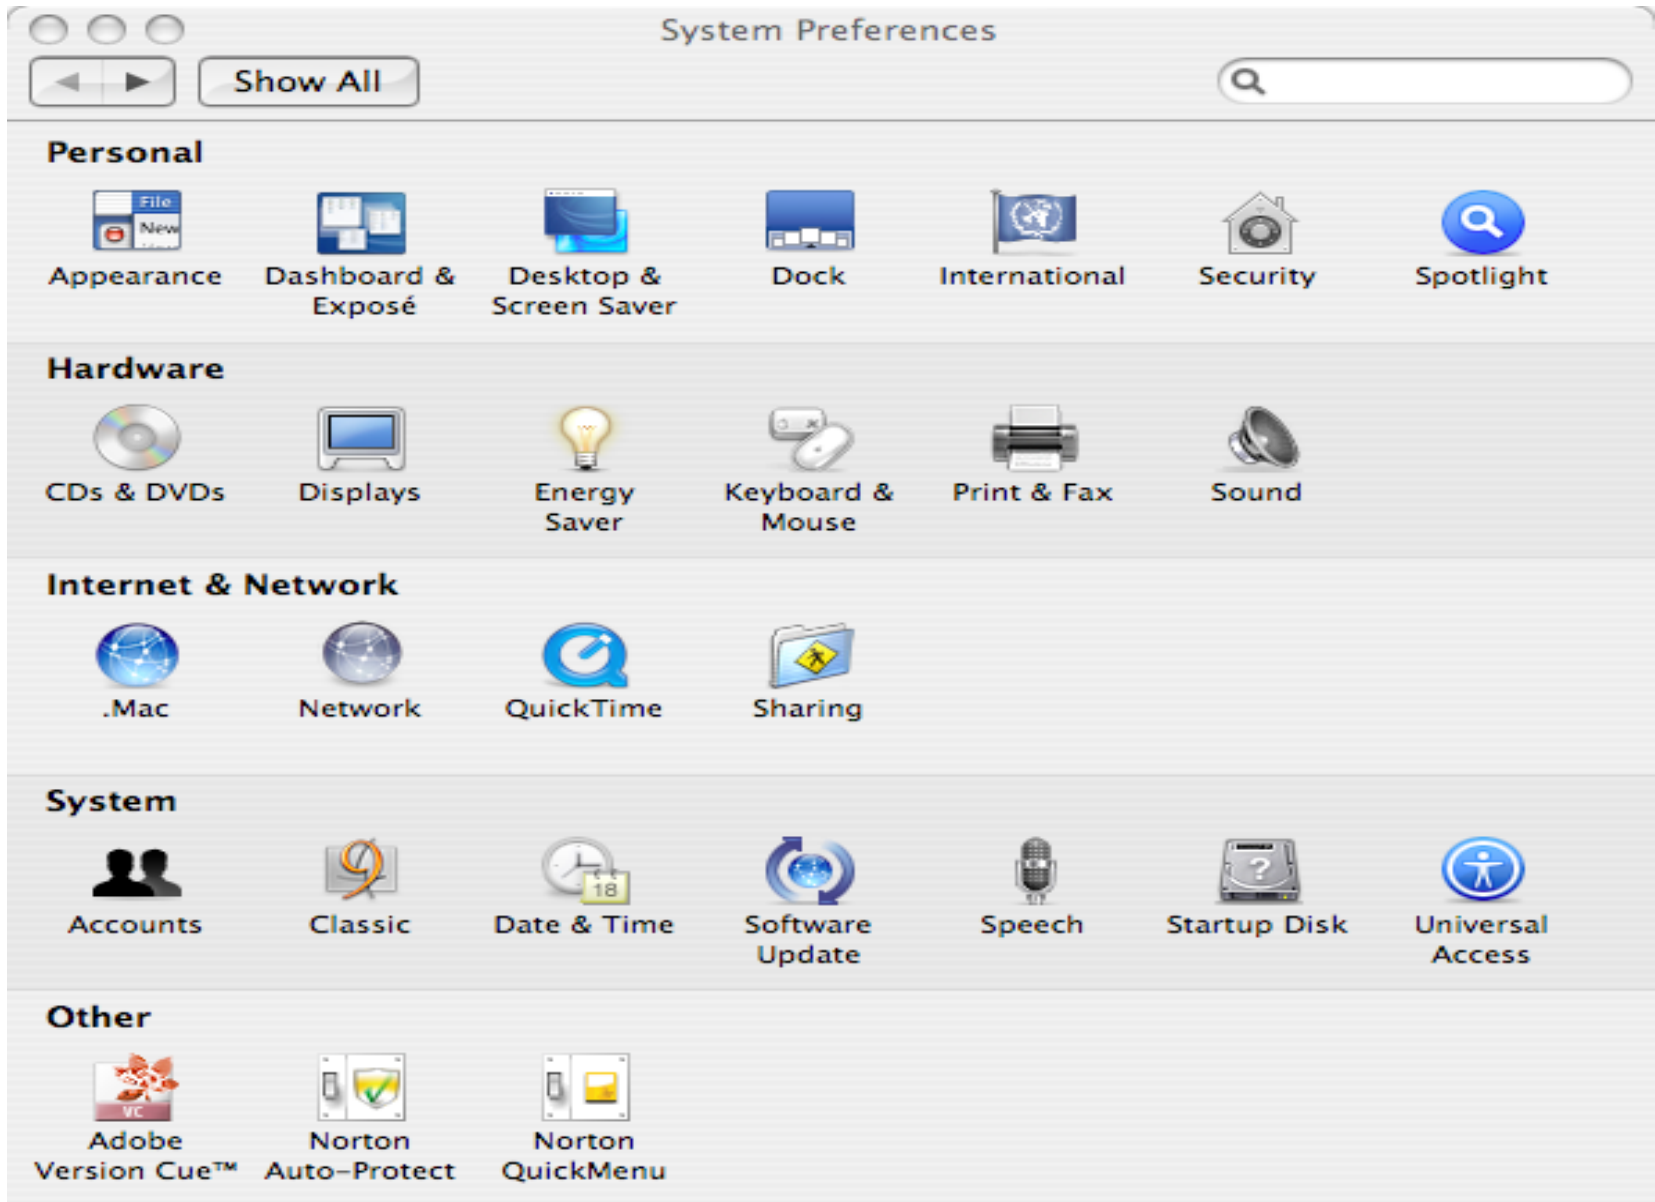 System Preferences
Show All
Personal
File
New
Appearance
Dashboard & Exposé
Desktop & Screen Saver
Dock
International
Security
Spotlight
Hardware
CDs & DVDs
Displays
Energy Saver
Keyboard & Mouse
Print & Fax
Sound
Internet & Network
.Mac
Network
QuickTime
Sharing
System
18
?
Accounts
Classic
Date & Time
Software Update
Speech
Startup Disk
Universal Access
Other
VC
Adobe Version Cue™
Norton Auto-Protect
Norton QuickMenu